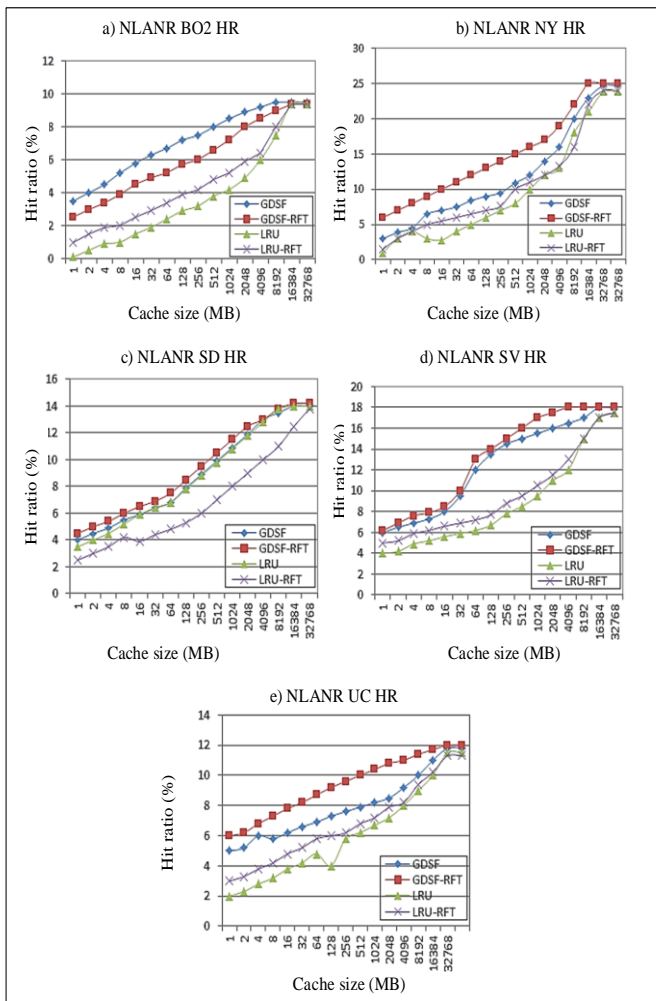 a) NLANR BO2 HR
12
10
8
6
4
2
0
Hit ratio (%)
GDSF
GDSF-RFT
LRU
LRU-RFT
1 2 4 8 16 32 64 128 256 512 1024 2048 4096 8192 16384 32768
Cache size (MB)
b) NLANR NY HR
30
25
20
15
10
5
0
Hit ratio (%)
GDSF
GDSF-RFT
LRU
LRU-RFT
1 2 4 8 16 32 64 128 256 512 1024 2048 4096 8192 16384 32768 32768
Cache size (MB)
c) NLANR SD HR
16
14
12
10
8
6
4
2
0
Hit ratio (%)
GDSF
GDSF-RFT
LRU
LRU-RFT
1 2 4 8 16 32 64 128 256 512 1024 2048 4096 8192 16384 32768
Cache size (MB)
d) NLANR SV HR
20
18
16
14
12
10
8
6
4
2
0
Hit ratio (%)
GDSF
GDSF-RFT
LRU
LRU-RFT
1 2 4 8 16 32 64 128 256 512 1024 2048 4096 8192 16384 32768
Cache size (MB)
e) NLANR UC HR
14
12
10
8
6
4
2
0
Hit ratio (%)
GDSF
GDSF-RFT
LRU
LRU-RFT
1 2 4 8 16 32 64 128 256 512 1024 2048 4096 8192 16384 32768
Cache size (MB)